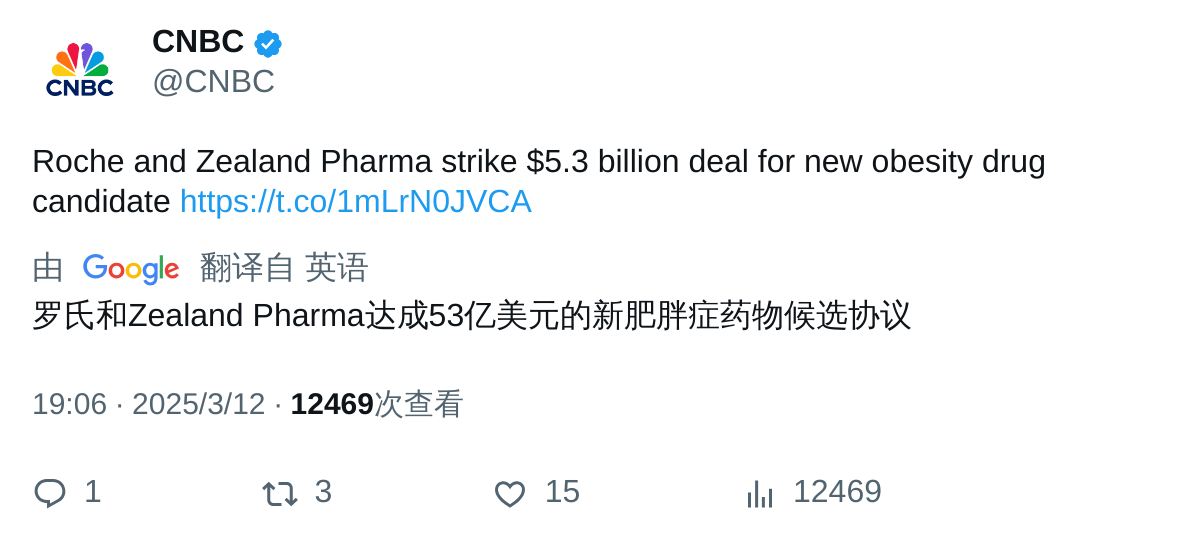 CNBC
CNBC
@CNBC
Roche and Zealand Pharma strike $5.3 billion deal for new obesity drug
candidate https://t.co/1mLrN0JVCA
由 Google 翻译自 英语
罗氏和Zealand Pharma达成53亿美元的新肥胖症药物候选协议
19:06 · 2025/3/12 · 12469次查看
1 3 15 12469